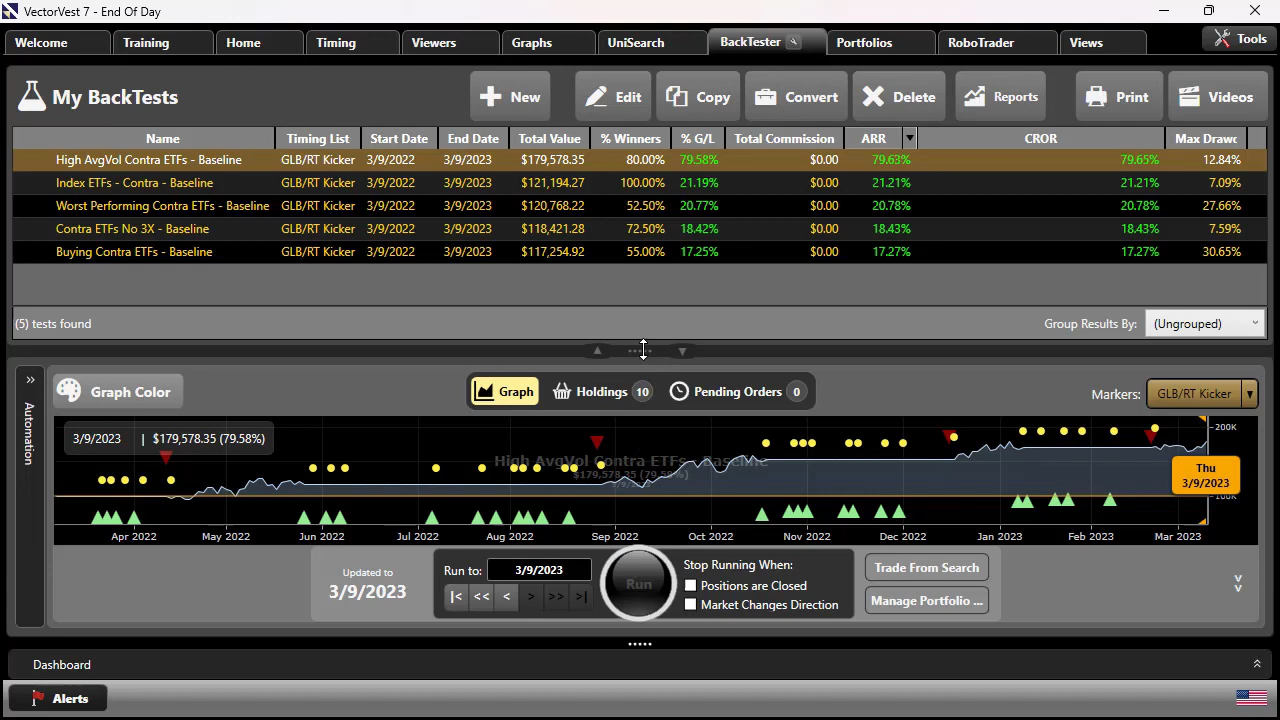 VectorVest 7 - End Of Day
Welcome Training Home Timing Viewers Graphs UniSearch BackTester Portfolios RoboTrader Views Tools
My BackTests New Edit Copy Convert Delete Reports Print Videos
Name Timing List Start Date End Date Total Value % Winners % G/L Total Commission ARR CROR Max Drawc
High AvgVol Contra ETFs - Baseline GLB/RT Kicker 3/9/2022 3/9/2023 $179,578.35 80.00% 79.58% $0.00 79.63% 79.65% 12.84%
Index ETFs - Contra - Baseline GLB/RT Kicker 3/9/2022 3/9/2023 $121,194.27 100.00% 21.19% $0.00 21.21% 21.21% 7.09%
Worst Performing Contra ETFs - Baseline GLB/RT Kicker 3/9/2022 3/9/2023 $120,768.22 52.50% 20.77% $0.00 20.78% 20.78% 27.66%
Contra ETFs No 3X - Baseline GLB/RT Kicker 3/9/2022 3/9/2023 $118,421.28 72.50% 18.42% $0.00 18.43% 18.43% 7.59%
Buying Contra ETFs - Baseline GLB/RT Kicker 3/9/2022 3/9/2023 $117,254.92 55.00% 17.25% $0.00 17.27% 17.27% 30.65%
(5) tests found Group Results By: (Ungrouped)
Automation
Graph Color Graph Holdings 10 Pending Orders 0 Markers: GLB/RT Kicker
3/9/2023 | $179,578.35 (79.58%)
200K
High AvgVol Contra ETFs - Baseline
$179,578.35 (79.58%)
Thu
3/9/2023
100K
Apr 2022 May 2022 Jun 2022 Jul 2022 Aug 2022 Sep 2022 Oct 2022 Nov 2022 Dec 2022 Jan 2023 Feb 2023 Mar 2023
Updated to
3/9/2023
Run to: 3/9/2023
|< << < > >> >|
Run
Stop Running When:
Positions are Closed
Market Changes Direction
Trade From Search
Manage Portfolio ...
Dashboard
Alerts